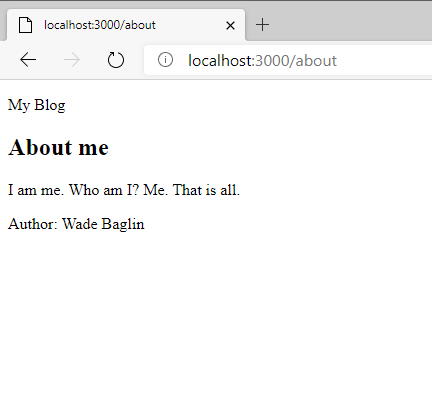 localhost:3000/about
localhost:3000/about
My Blog
About me
I am me. Who am I? Me. That is all.
Author: Wade Baglin